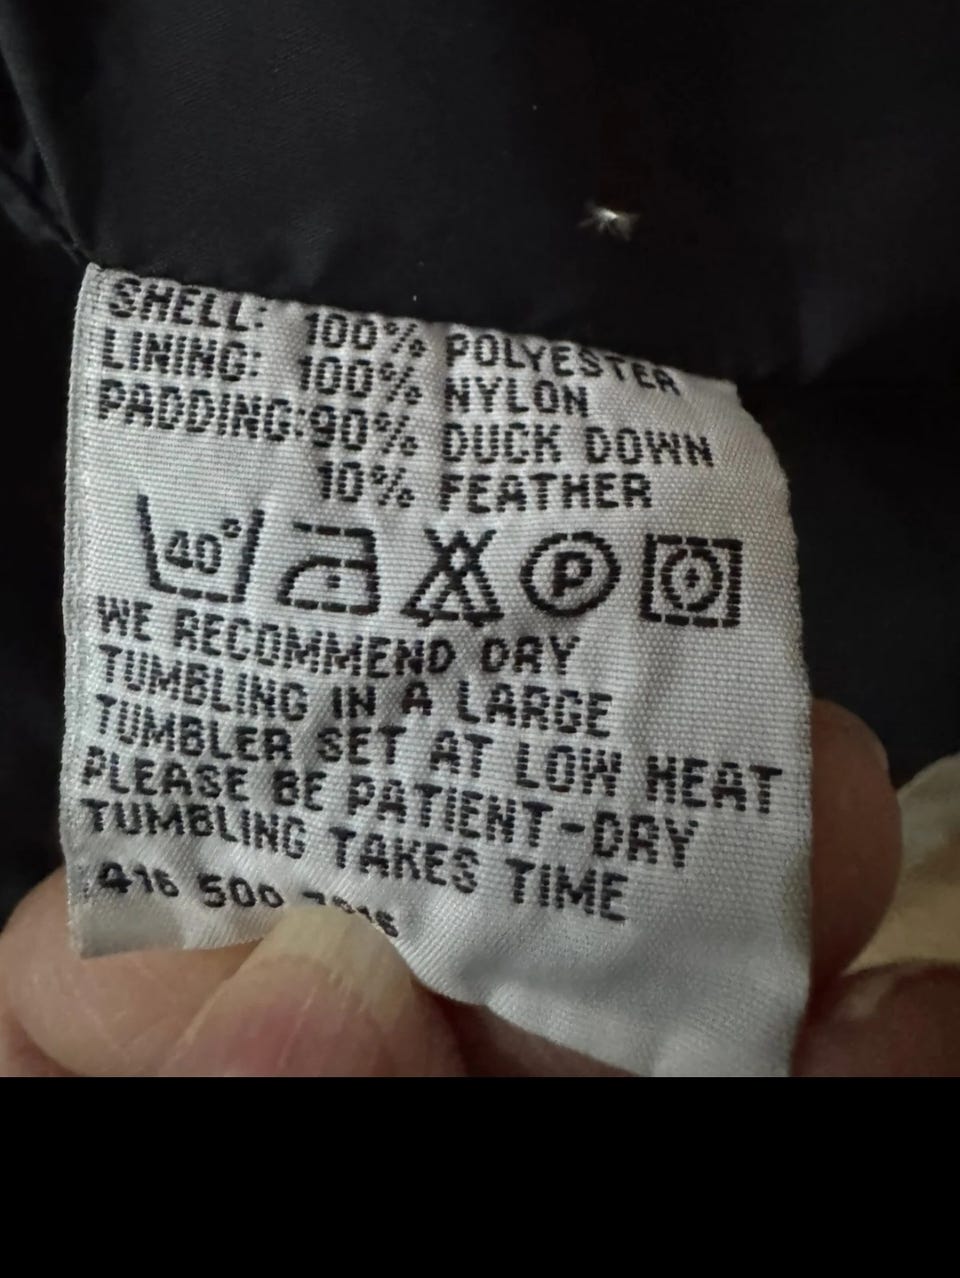 SHELL: 100% POLYESTER
LINING: 100% NYLON
PADDING:90% DUCK DOWN
10% FEATHER
40° P
WE RECOMMEND DRY
TUMBLING IN A LARGE
TUMBLER SET AT LOW HEAT
PLEASE BE PATIENT-DRY
TUMBLING TAKES TIME
416 500